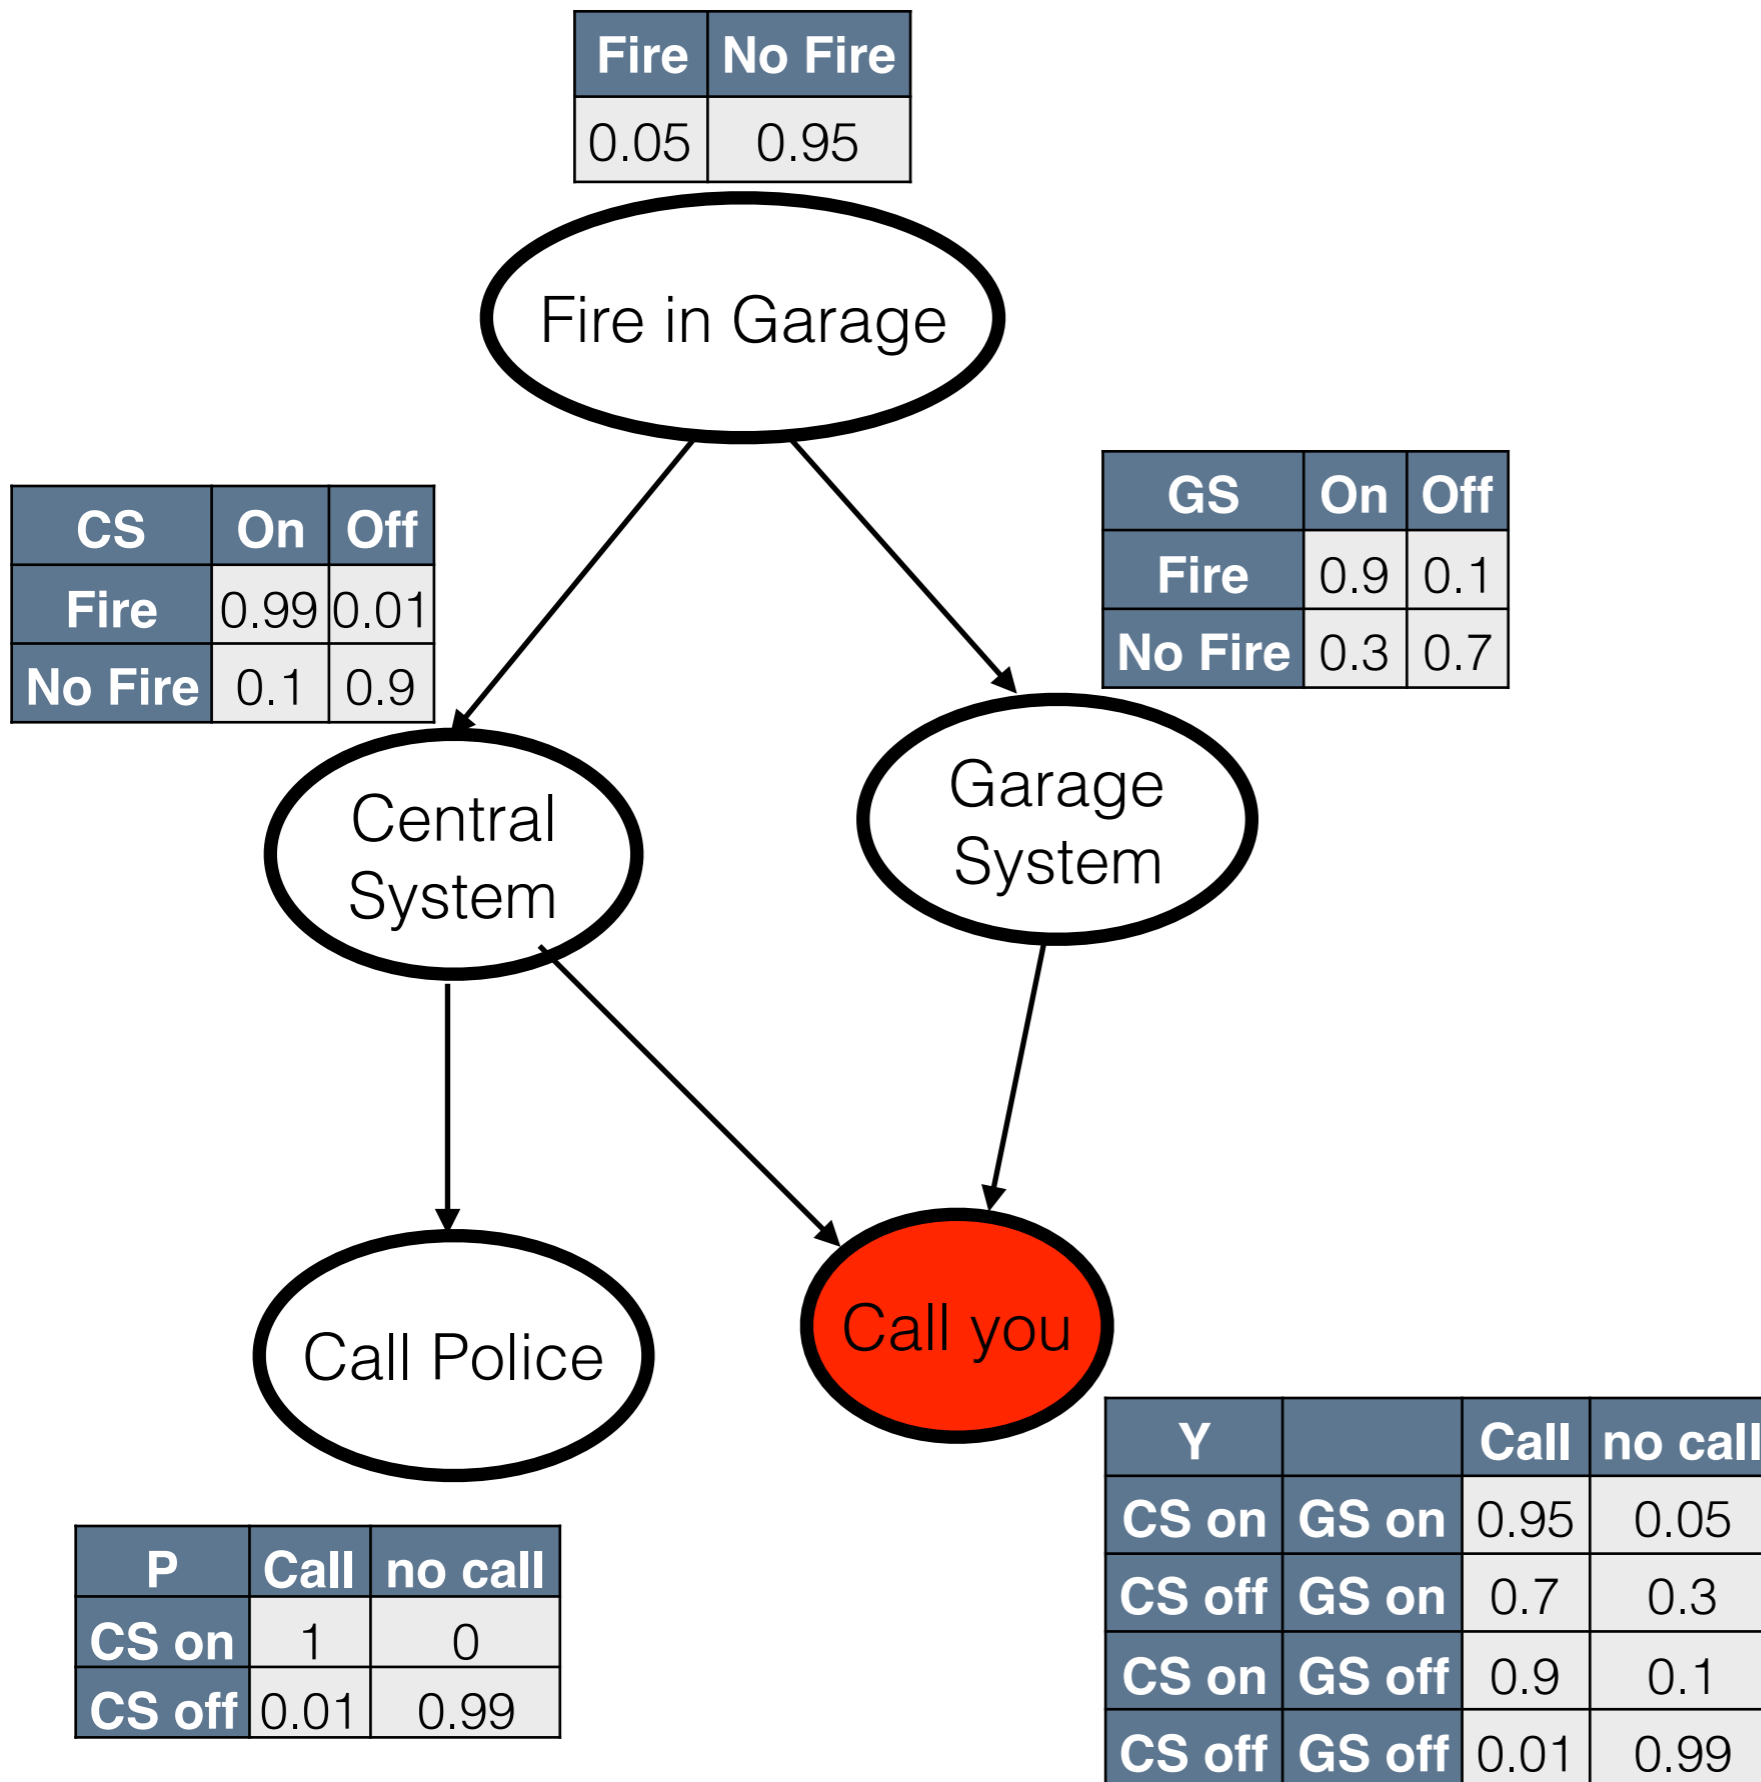 Fire No Fire
0.05 0.95
Fire in Garage
CS On Off
Fire 0.99 0.01
No Fire 0.1 0.9
GS On Off
Fire 0.9 0.1
No Fire 0.3 0.7
Central
System
Garage
System
Call Police
Call you
P Call no call
CS on 1 0
CS off 0.01 0.99
Y Call no call
CS on GS on 0.95 0.05
CS off GS on 0.7 0.3
CS on GS off 0.9 0.1
CS off GS off 0.01 0.99